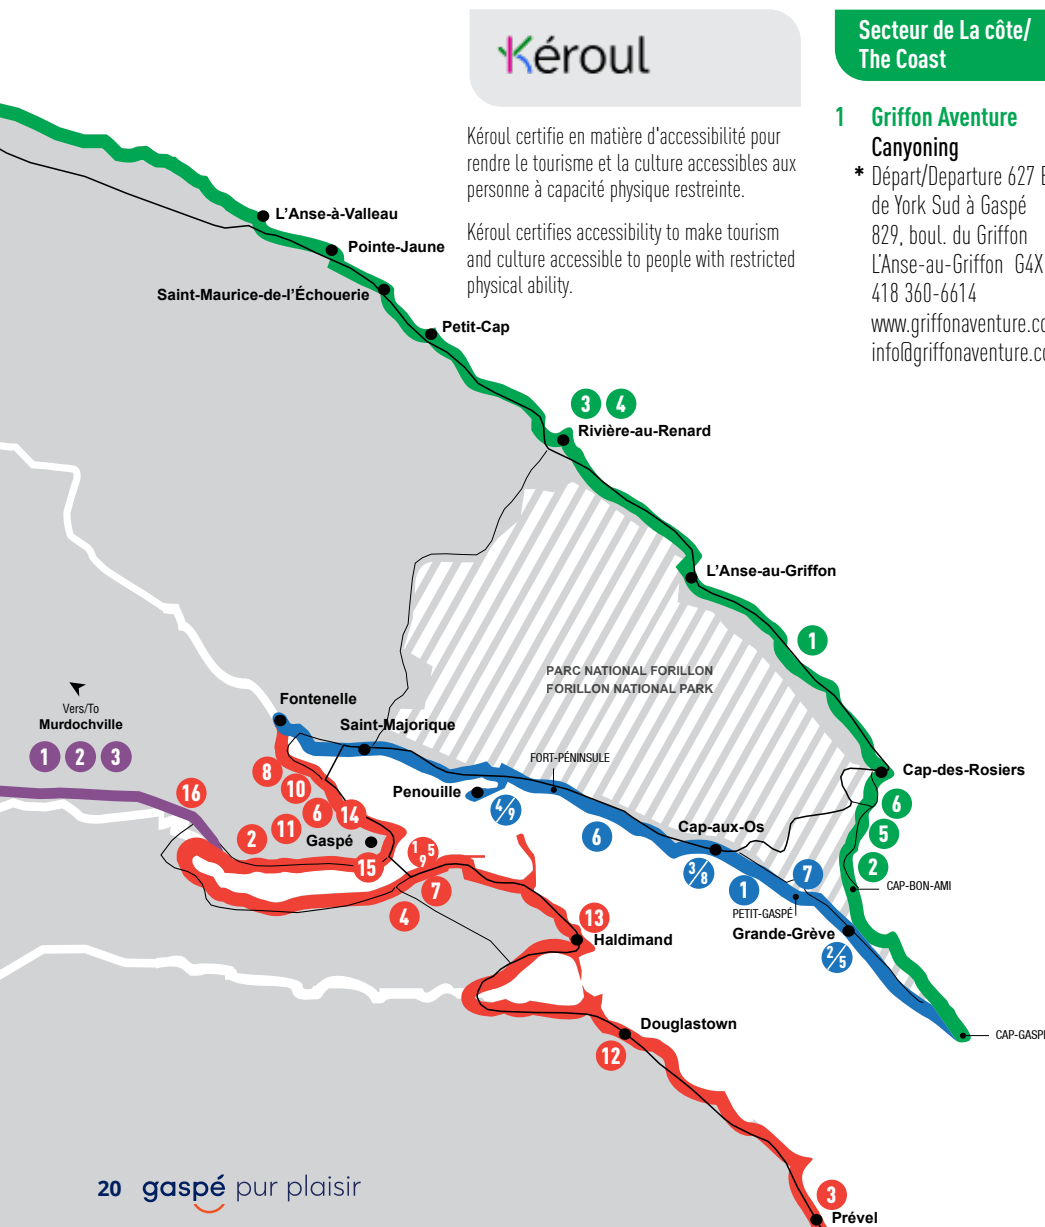 Kéroul
Kéroul certifie en matière d'accessibilité pour
rendre le tourisme et la culture accessibles aux
personne à capacité physique restreinte.
Kéroul certifies accessibility to make tourism
and culture accessible to people with restricted
physical ability.
Secteur de La côte/
The Coast
1 Griffon Aventure
Canyoning
* Départ/Departure 627 B
de York Sud à Gaspé
829, boul. du Griffon
L'Anse-au-Griffon G4X
418 360-6614
www.griffonaventure.co
info@griffonaventure.co
L'Anse-à-Valleau
Pointe-Jaune
Saint-Maurice-de-l'Échouerie
Petit-Cap
3 4
Rivière-au-Renard
L'Anse-au-Griffon
1
PARC NATIONAL FORILLON
FORILLON NATIONAL PARK
Vers/To
Murdochville
1 2 3
Fontenelle
Saint-Majorique
FORT-PÉNINSULE
Cap-des-Rosiers
8
10
16
Penouille
4/9
6
14
6
Cap-aux-Os
6
5
2
11
2
Gaspé
15
1 5
9
7
4
3/8
1
7
CAP-BON-AMI
PETIT-GASPÉ
Grande-Grève
2/5
13
Haldimand
Douglastown
12
CAP-GASP
3
Prével
20 gaspé pur plaisir